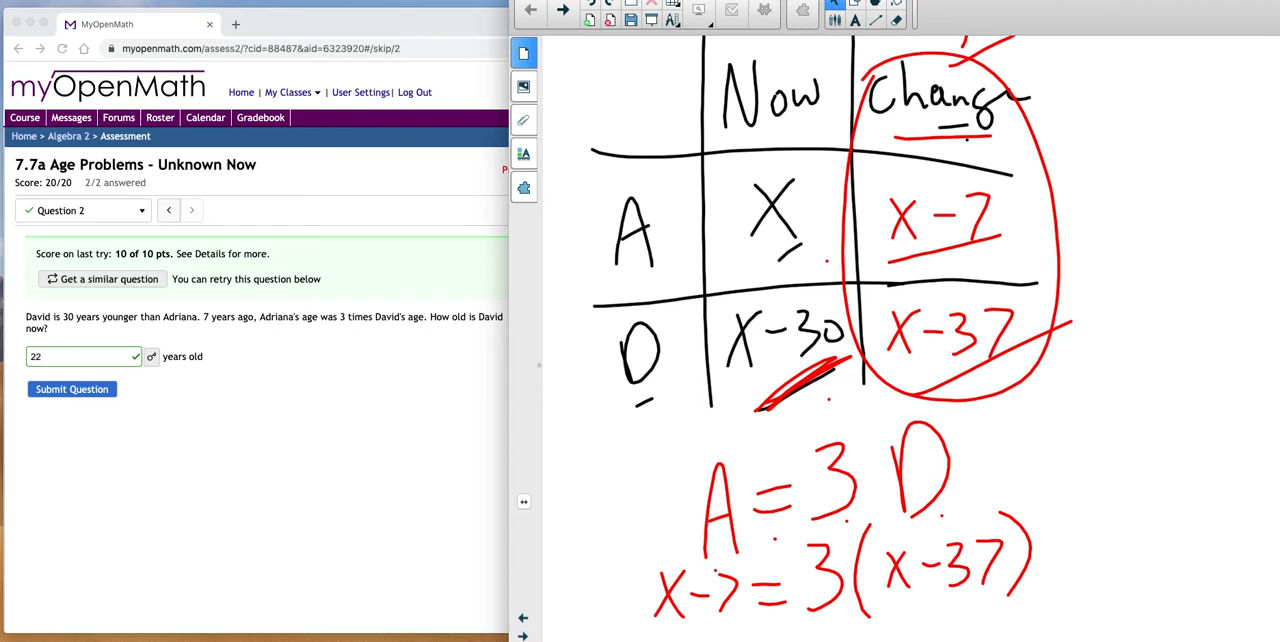 MyOpenMath
myopenmath.com/assess2/?cid=88487&aid=6323920#/skip/2
myOpenMath
Home | My Classes | User Settings | Log Out
Course Messages Forums Roster Calendar Gradebook
Home > Algebra 2 > Assessment
7.7a Age Problems - Unknown Now
Score: 20/20 2/2 answered
Question 2
Score on last try: 10 of 10 pts. See Details for more.
Get a similar question You can retry this question below
David is 30 years younger than Adriana. 7 years ago, Adriana's age was 3 times David's age. How old is David
now?
22 years old
Submit Question
Now Chang
A X x-7
D X-30 x-37
A = 3 D
x-7 = 3(x-37)